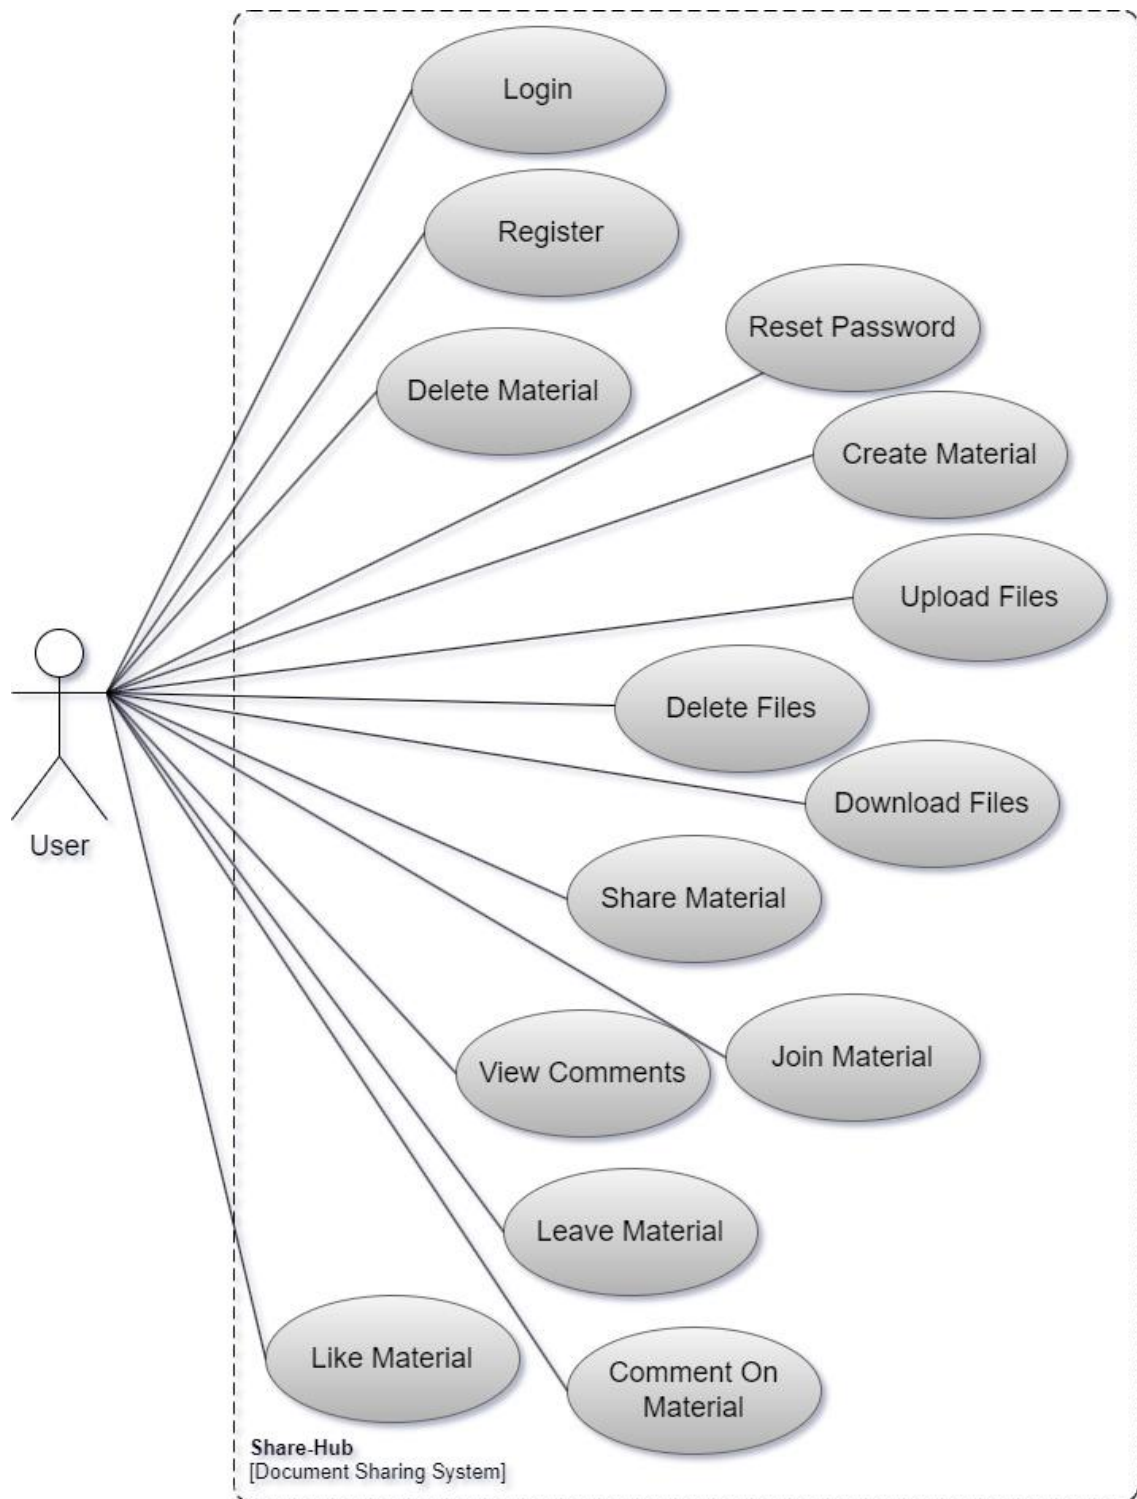 Login
Register
Reset Password
Delete Material
Create Material
Upload Files
Delete Files
Download Files
User
Share Material
Join Material
View Comments
Leave Material
Like Material
Comment On
Material
Share-Hub
[Document Sharing System]